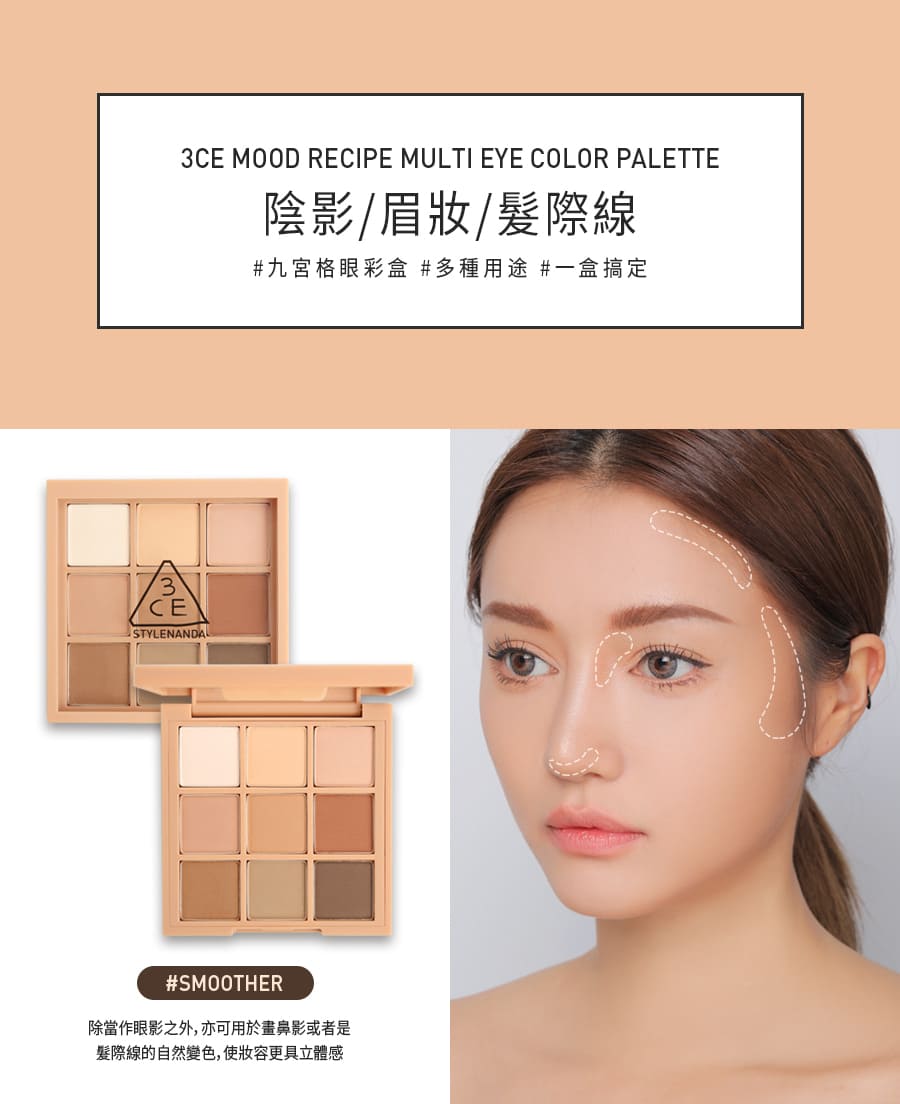 3CE MOOD RECIPE MULTI EYE COLOR PALETTE
陰影/眉妝/髮際線
#九宮格眼彩盒 #多種用途 #一盒搞定
3
CE
STYLENANDA
#SMOOTHER
除當作眼影之外, 亦可用於畫鼻影或者是
髮際線的自然變色, 使妝容更具立體感